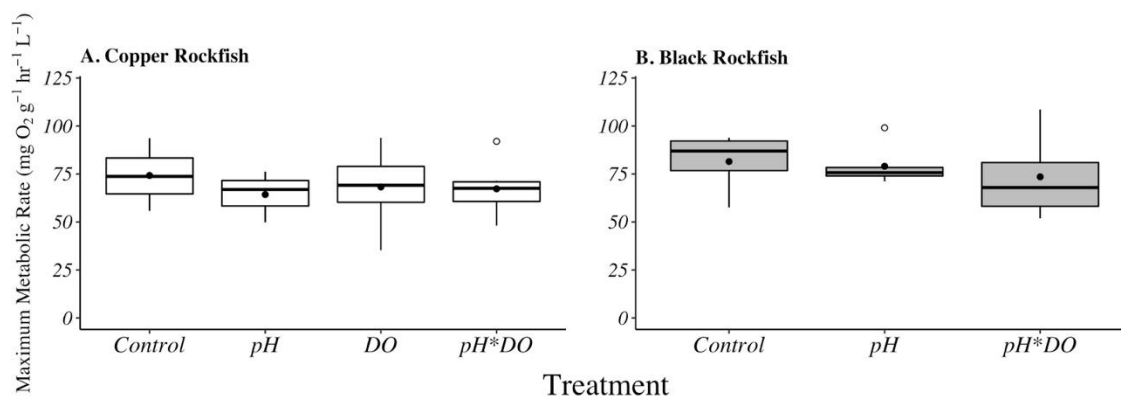 Maximum Metabolic Rate (mg O₂ g⁻¹ hr⁻¹ L⁻¹)
A. Copper Rockfish
125
100
75
50
25
0
Control pH DO pH*DO
B. Black Rockfish
125
100
75
50
25
0
Control pH pH*DO
Treatment